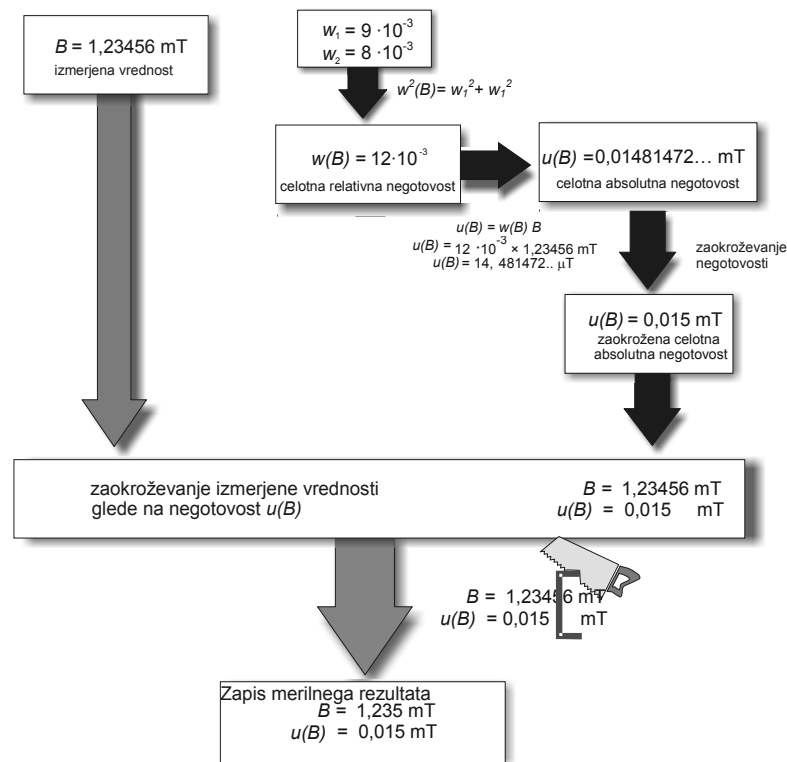 B = 1,23456 mT
izmerjena vrednost
w₁ = 9 ·10⁻³
w₂ = 8 ·10⁻³
w²(B)= w₁²+ w₁²
w(B) = 12·10⁻³
celotna relativna negotovost
u(B) =0,01481472... mT
celotna absolutna negotovost
u(B) = w(B) B
u(B) = 12 ·10⁻³ × 1,23456 mT
u(B) = 14, 481472.. µT
zaokroževanje
negotovosti
u(B) = 0,015 mT
zaokrožena celotna
absolutna negotovost
zaokroževanje izmerjene vrednosti
glede na negotovost u(B)
B = 1,23456 mT
u(B) = 0,015 mT
B = 1,23456 mT
u(B) = 0,015 mT
Zapis merilnega rezultata
B = 1,235 mT
u(B) = 0,015 mT